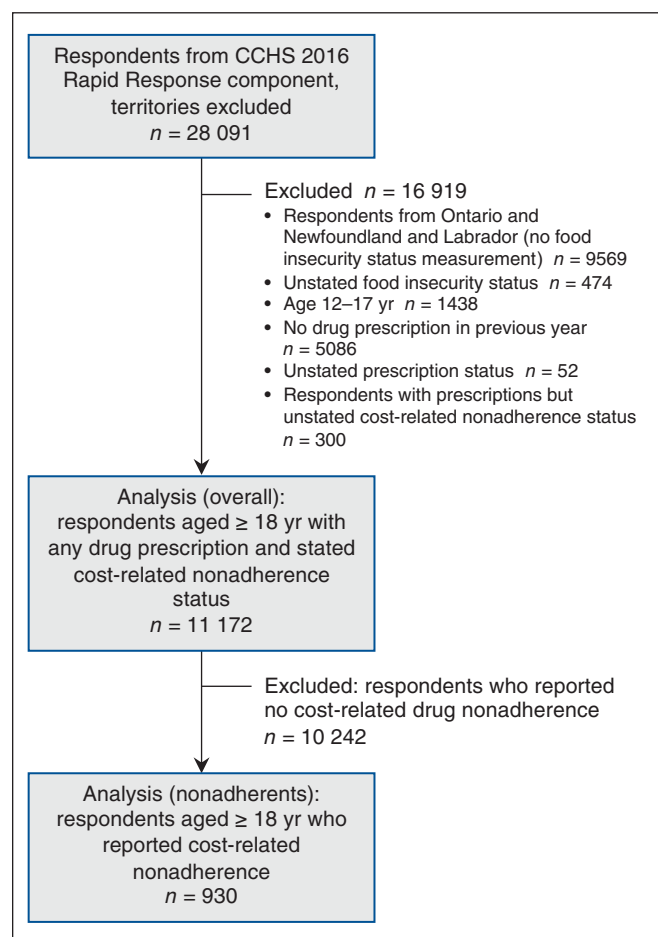 Respondents from CCHS 2016
Rapid Response component,
territories excluded
n = 28 091
Excluded n = 16 919
• Respondents from Ontario and
Newfoundland and Labrador (no food
insecurity status measurement) n = 9569
• Unstated food insecurity status n = 474
• Age 12–17 yr n = 1438
• No drug prescription in previous year
n = 5086
• Unstated prescription status n = 52
• Respondents with prescriptions but
unstated cost-related nonadherence status
n = 300
Analysis (overall):
respondents aged ≥ 18 yr with
any drug prescription and stated
cost-related nonadherence
status
n = 11 172
Excluded: respondents who reported
no cost-related drug nonadherence
n = 10 242
Analysis (nonadherents):
respondents aged ≥ 18 yr who
reported cost-related
nonadherence
n = 930